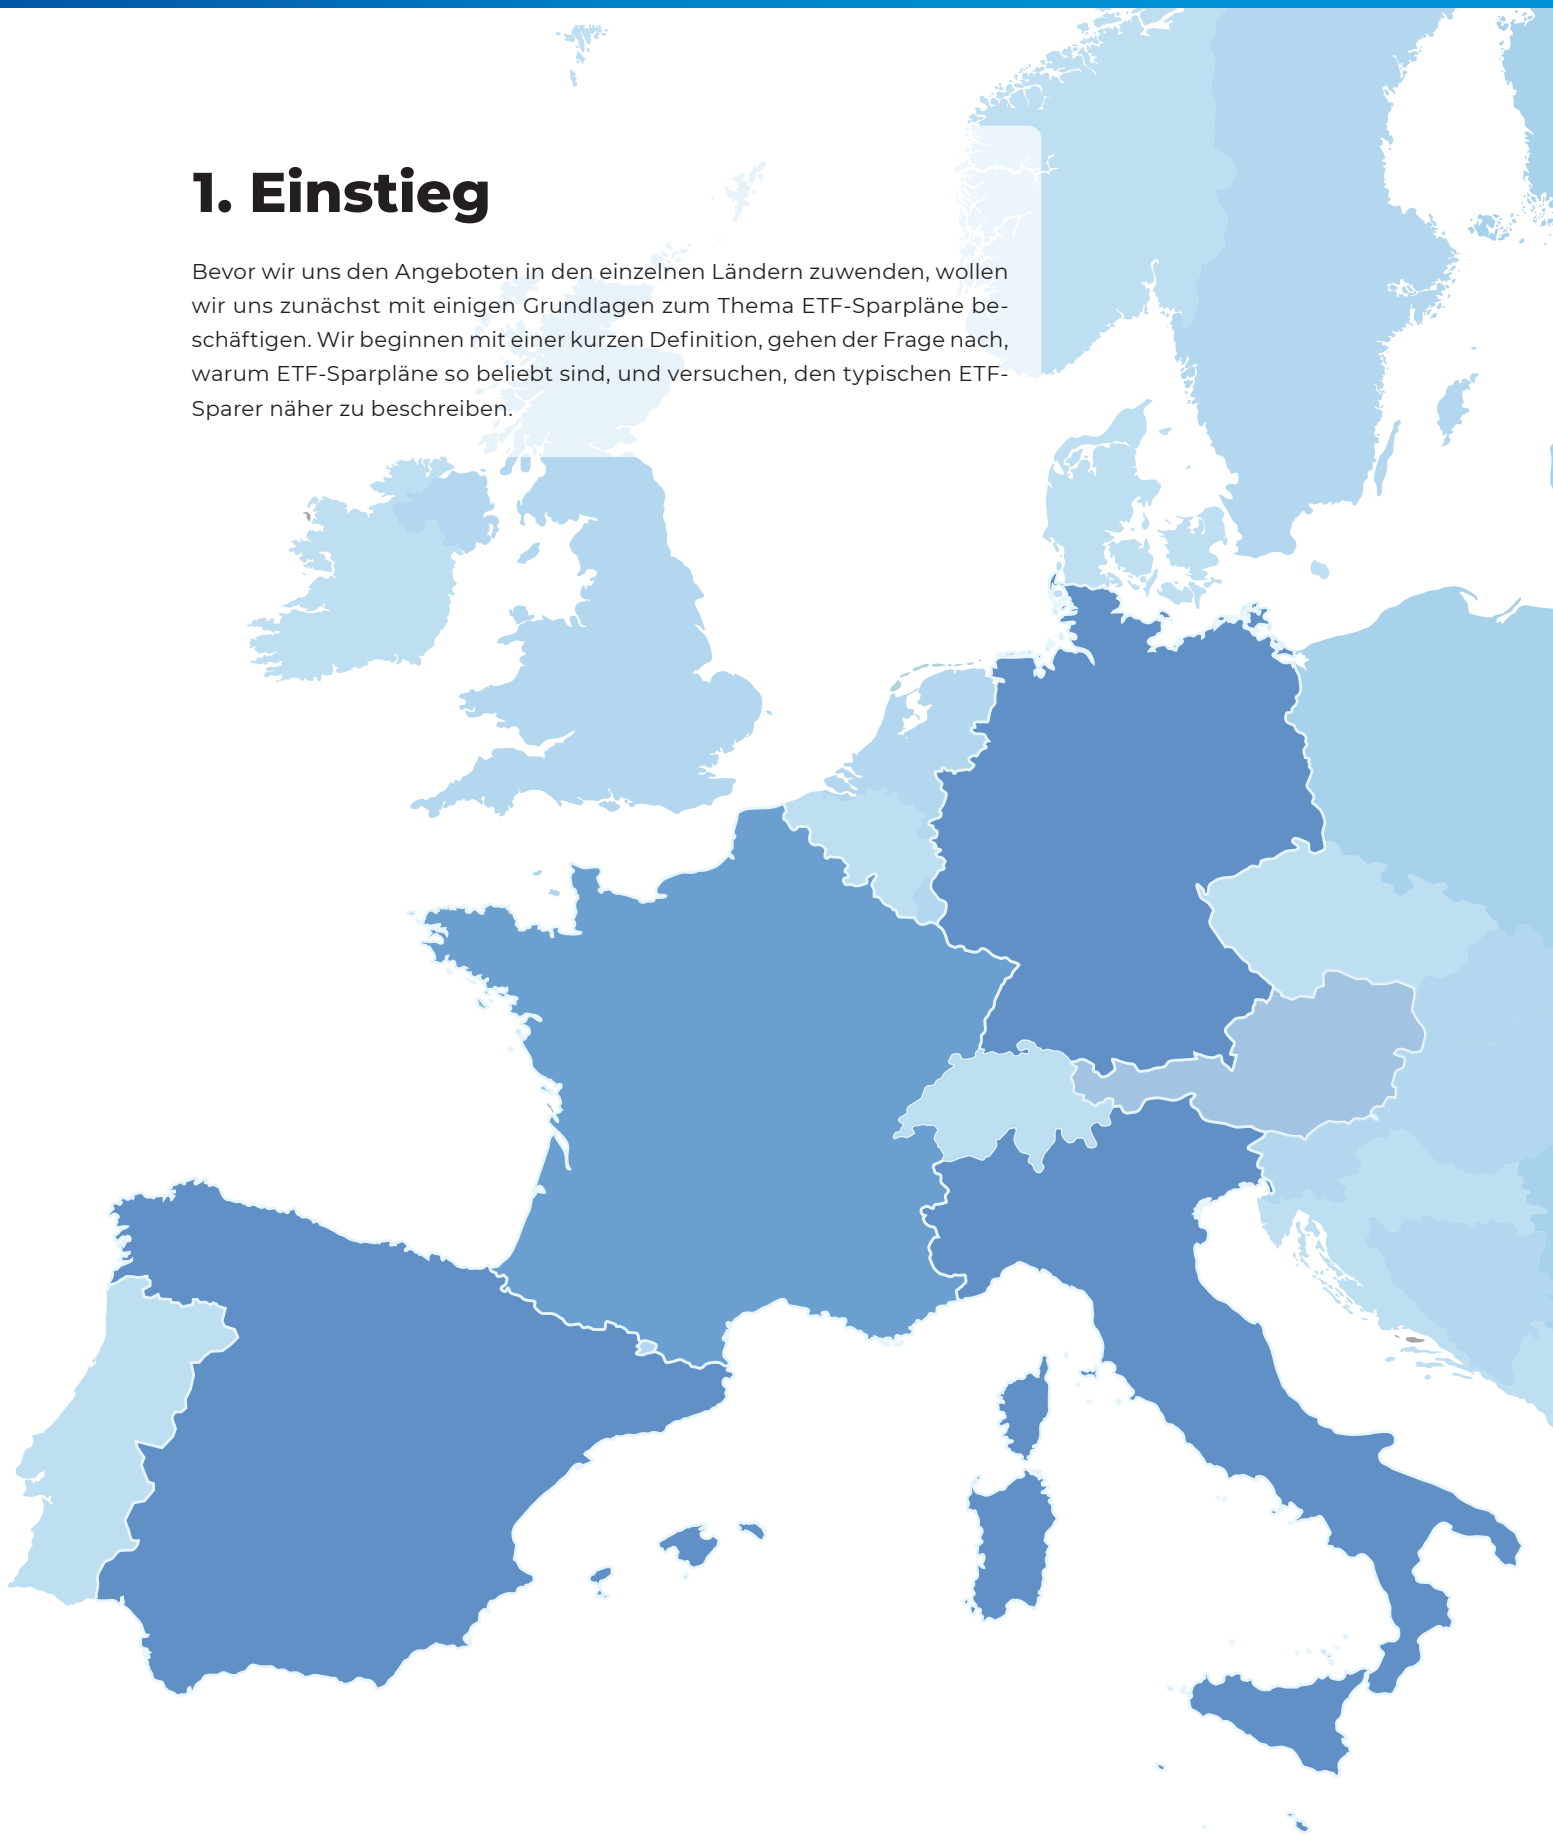 1. Einstieg
Bevor wir uns den Angeboten in den einzelnen Ländern zuwenden, wollen
wir uns zunächst mit einigen Grundlagen zum Thema ETF-Sparpläne be-
schäftigen. Wir beginnen mit einer kurzen Definition, gehen der Frage nach,
warum ETF-Sparpläne so beliebt sind, und versuchen, den typischen ETF-
Sparer näher zu beschreiben.